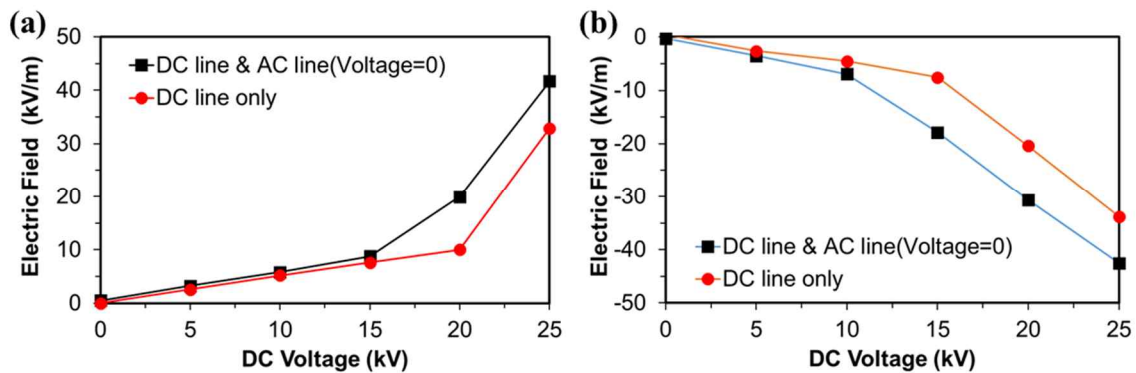 (a)
50
40
30
20
10
0
Electric Field (kV/m)
DC line & AC line(Voltage=0)
DC line only
0 5 10 15 20 25
DC Voltage (kV)
(b)
0
-10
-20
-30
-40
-50
Electric Field (kV/m)
DC line & AC line(Voltage=0)
DC line only
0 5 10 15 20 25
DC Voltage (kV)